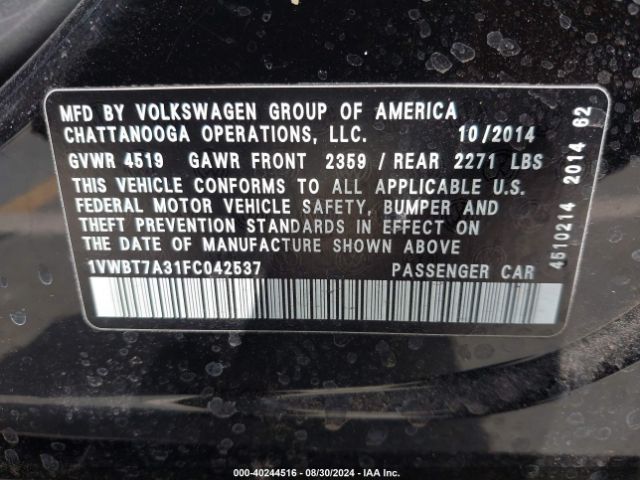 MFD BY VOLKSWAGEN GROUP OF AMERICA
CHATTANOOGA OPERATIONS, LLC. 10/2014
GVWR 4519 GAWR FRONT 2359 / REAR 2271 LBS
THIS VEHICLE CONFORMS TO ALL APPLICABLE U.S.
FEDERAL MOTOR VEHICLE SAFETY, BUMPER AND
THEFT PREVENTION STANDARDS IN EFFECT ON
THE DATE OF MANUFACTURE SHOWN ABOVE
1VWBT7A31FC042537 PASSENGER CAR
4510214 2014 62
000-40244516 - 08/30/2024 - IAA Inc.